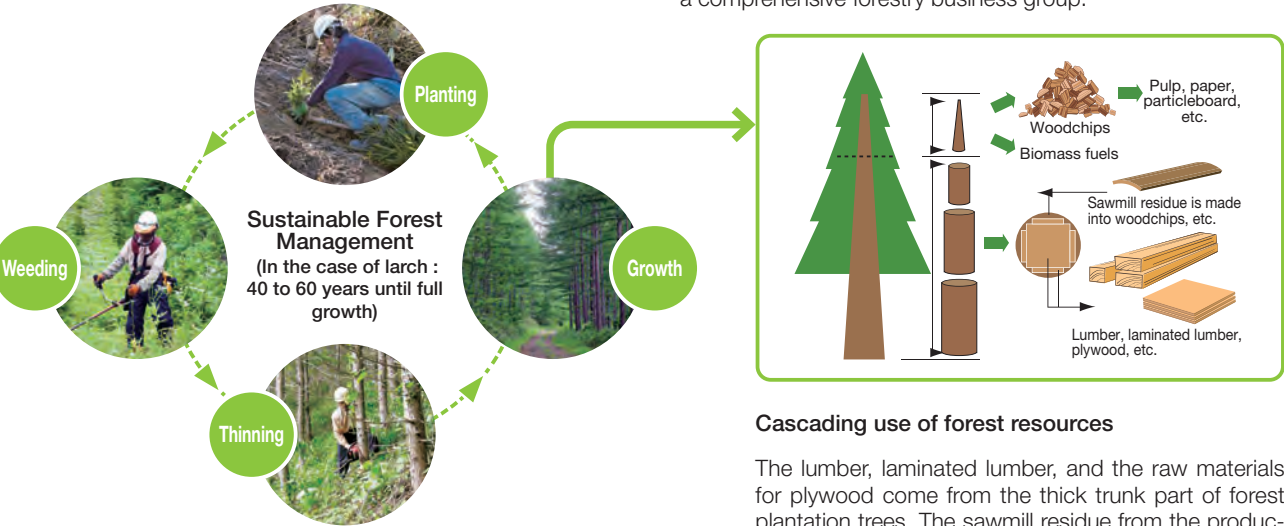 a comprehensive forestry business group.
Planting
Weeding
Sustainable Forest
Management
(In the case of larch :
40 to 60 years until full
growth)
Growth
Thinning
Woodchips
Pulp, paper,
particleboard,
etc.
Biomass fuels
Sawmill residue is made
into woodchips, etc.
Lumber, laminated lumber,
plywood, etc.
Cascading use of forest resources
The lumber, laminated lumber, and the raw materials
for plywood come from the thick trunk part of forest
plantation trees. The sawmill residue from the produc-